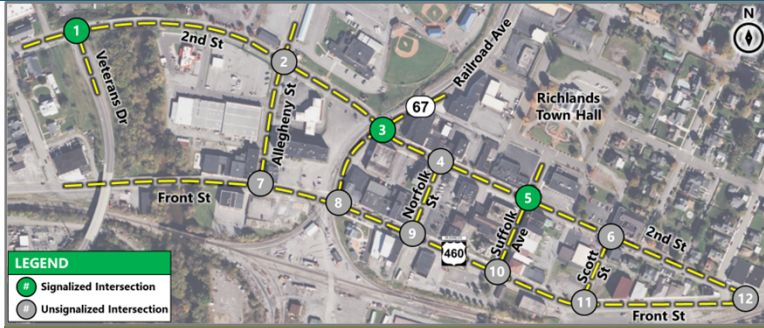 N
1
2nd St
Veterans Dr
2
Allegheny St
Railroad Ave
67
3
Richlands
Town Hall
4
Norfolk
St
5
Suffolk
Ave
6
2nd St
Scott
St
7
Front St
8
9
460
10
11
12
Front St
LEGEND
# Signalized Intersection
# Unsignalized Intersection